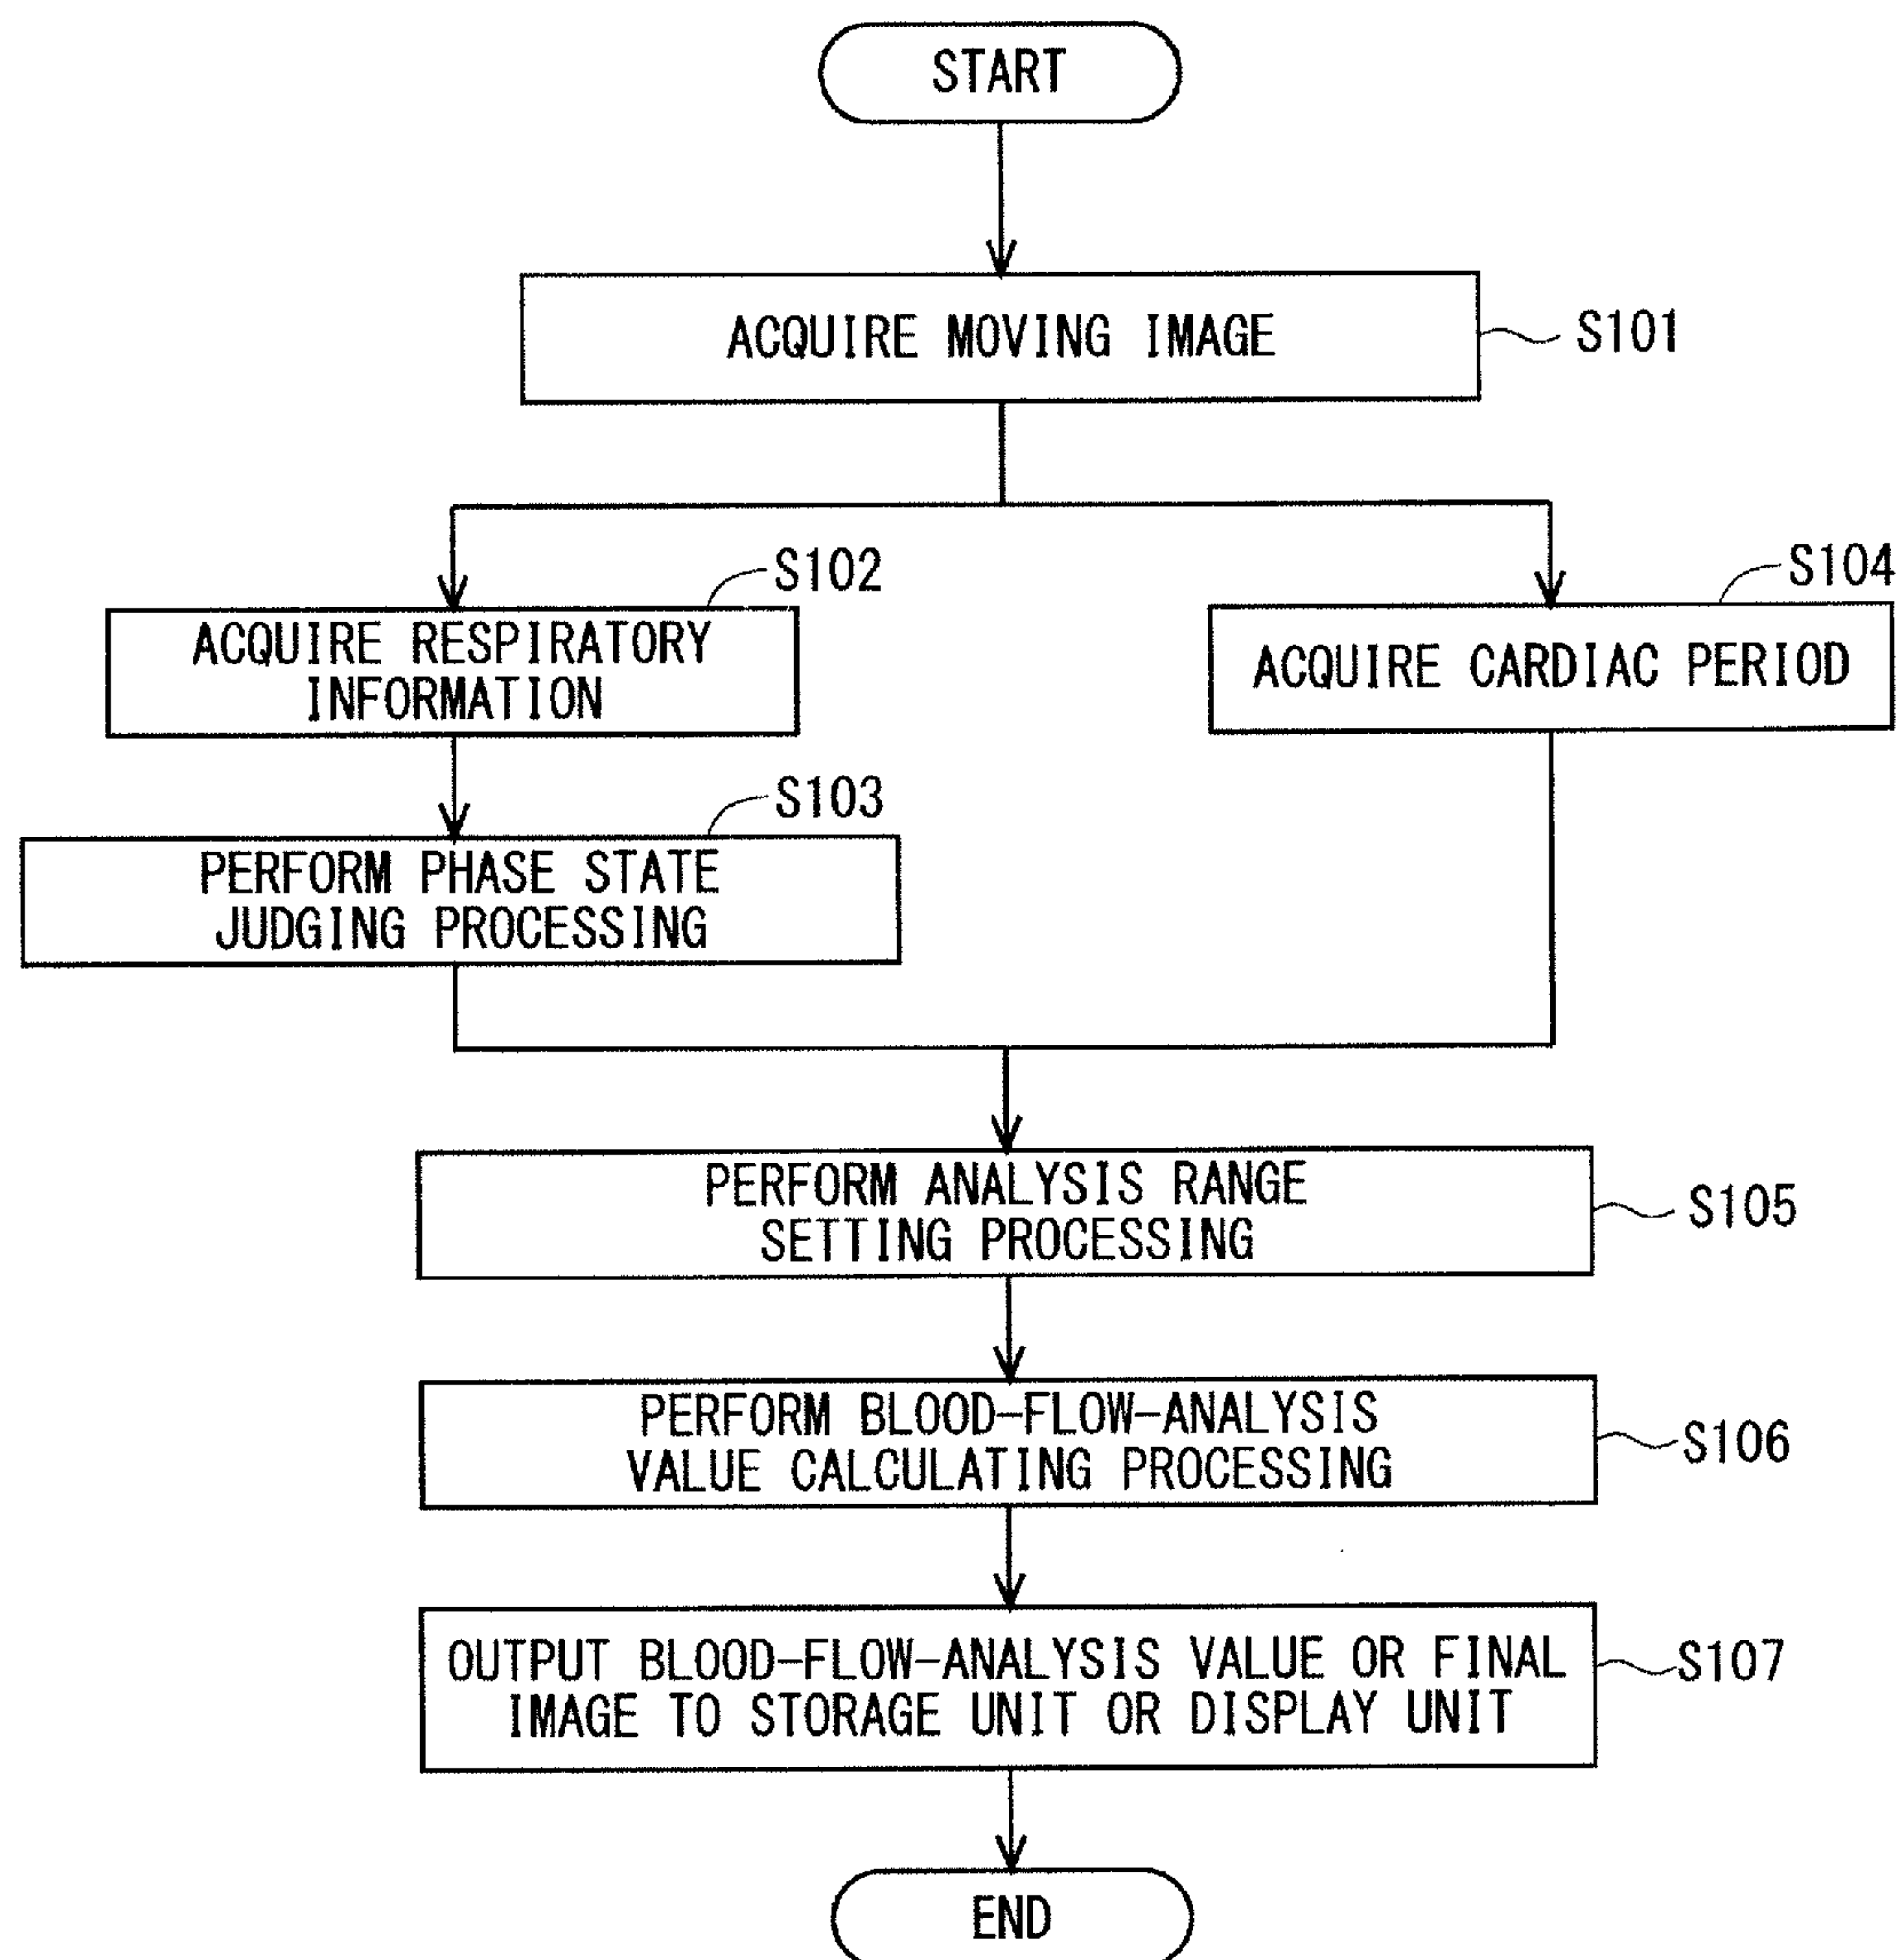 START
ACQUIRE MOVING IMAGE
S101
S102
ACQUIRE RESPIRATORY
INFORMATION
S104
ACQUIRE CARDIAC PERIOD
S103
PERFORM PHASE STATE
JUDGING PROCESSING
PERFORM ANALYSIS RANGE
SETTING PROCESSING
S105
PERFORM BLOOD-FLOW-ANALYSIS
VALUE CALCULATING PROCESSING
S106
OUTPUT BLOOD-FLOW-ANALYSIS VALUE OR FINAL
IMAGE TO STORAGE UNIT OR DISPLAY UNIT
S107
END